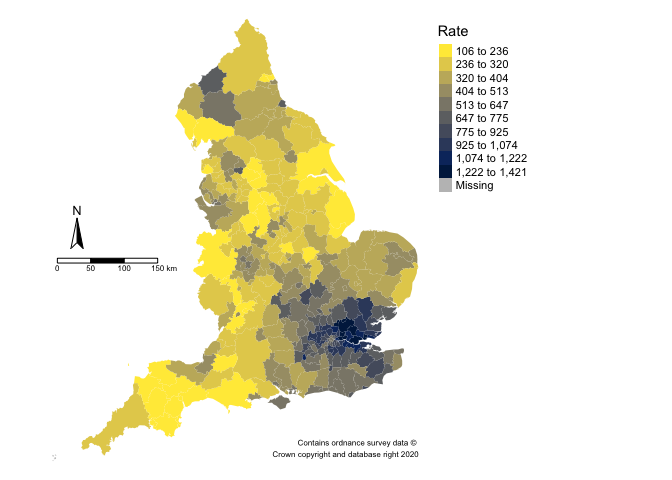 Rate
106 to 236
236 to 320
320 to 404
404 to 513
513 to 647
647 to 775
775 to 925
925 to 1,074
1,074 to 1,222
1,222 to 1,421
Missing
N
0 50 100 150 km
Contains ordnance survey data ©
Crown copyright and database right 2020